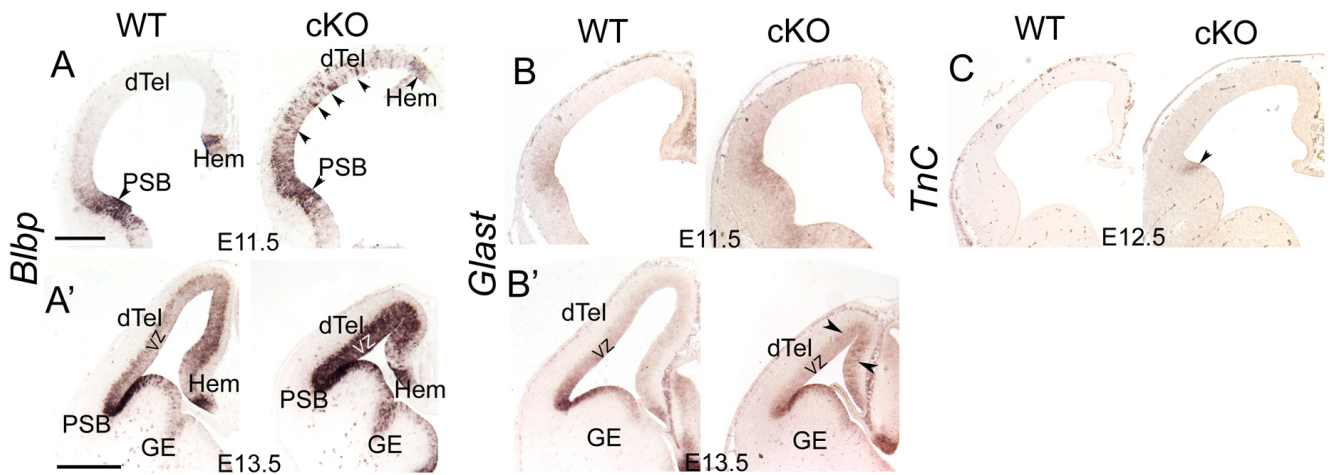 WT cKO WT cKO WT cKO
A dTel dTel B C
Hem
Hem
PSB PSB
E11.5 E11.5 E12.5
Blbp Glast TnC
A' B'
dTel dTel dTel dTel
VZ VZ VZ VZ
Hem Hem
PSB PSB
GE GE GE GE
E13.5 E13.5